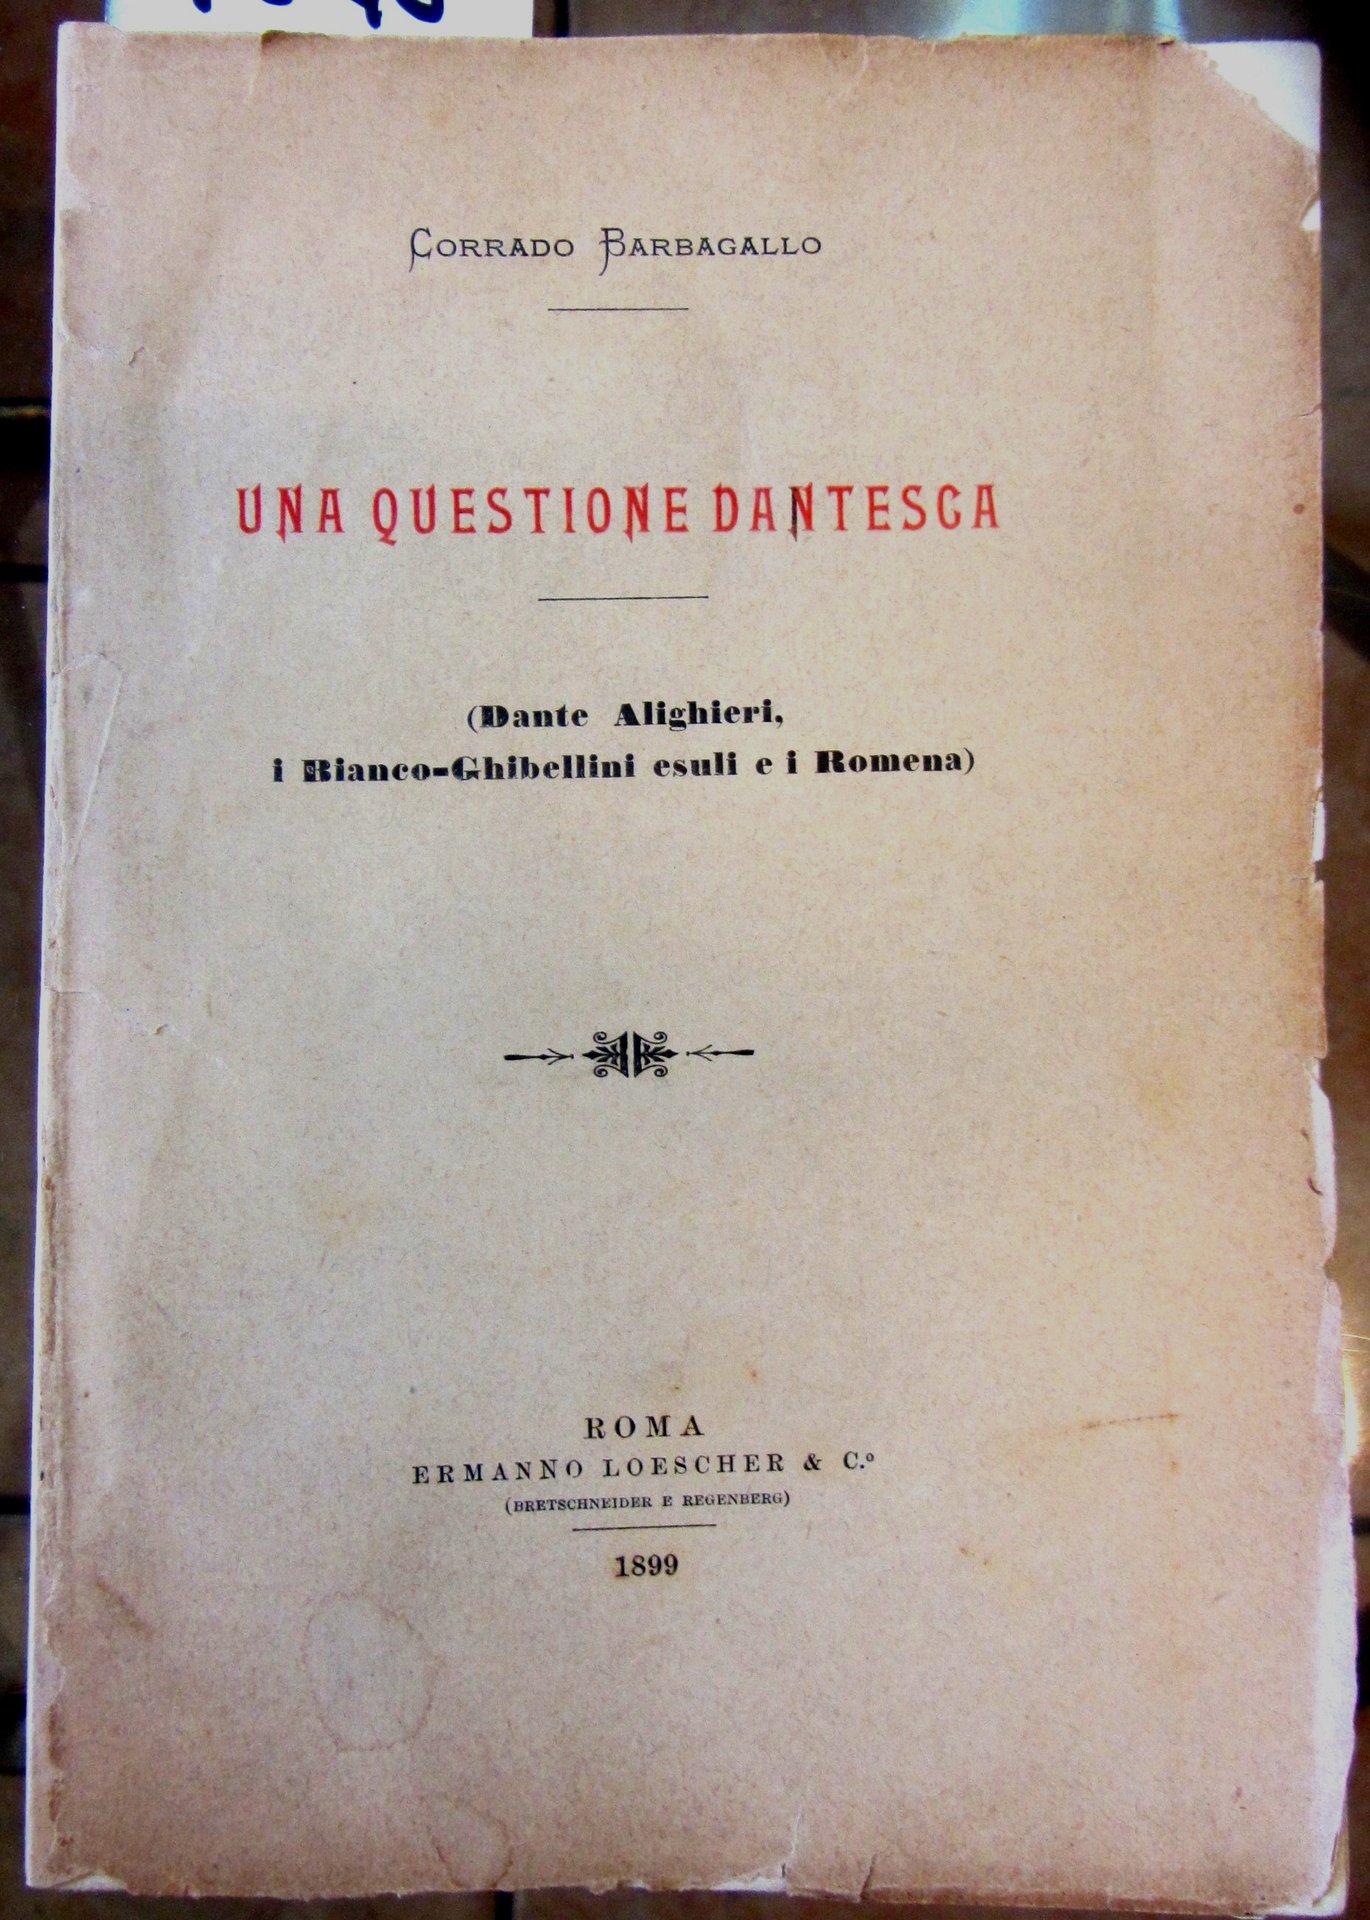 Corrado Barbagallo
UNA QUESTIONE DANTESCA
(Dante Alighieri,
i Bianco-Ghibellini esuli e i Romena)
ROMA
ERMANNO LOESCHER & C.º
(BRETSCHNEIDER E REGENBERG)
1899